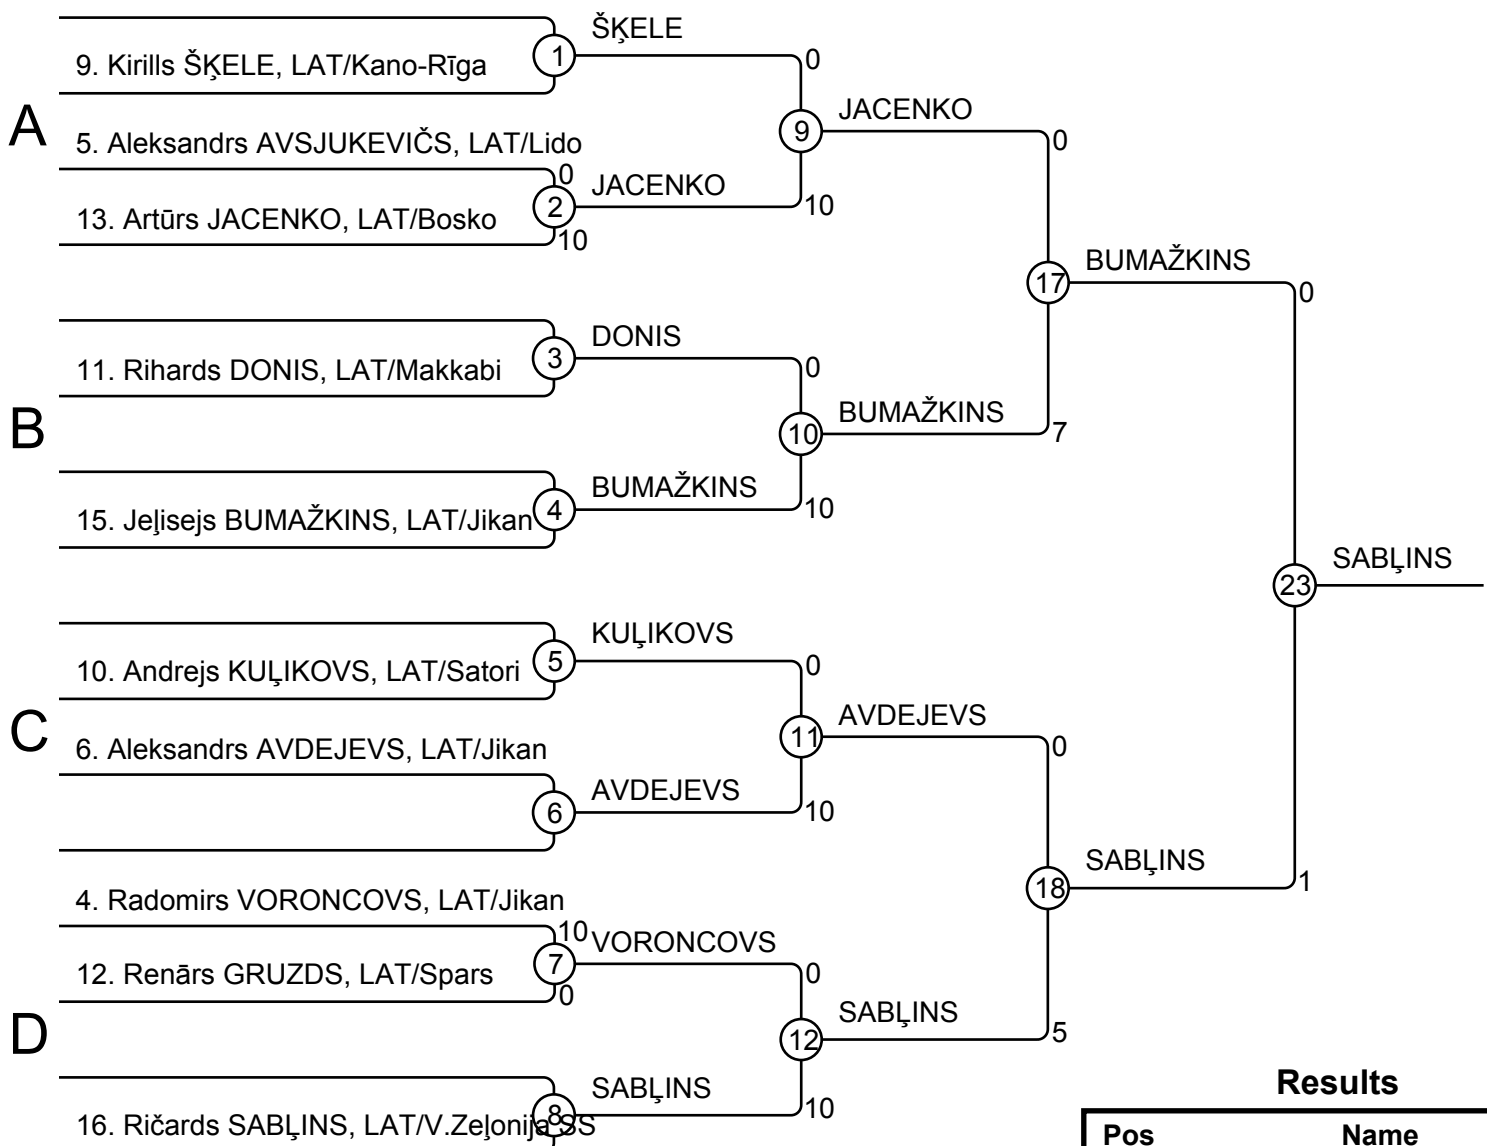 ŠĶELE
0
1
9. Kirills ŠĶELE, LAT/Kano-Rīga
A
JACENKO
9
0
5. Aleksandrs AVSJUKEVIČS, LAT/Lido
0
JACENKO
2
10
13. Artūrs JACENKO, LAT/Bosko
10
BUMAŽKINS
17
0
DONIS
3
0
11. Rihards DONIS, LAT/Makkabi
B
BUMAŽKINS
10
7
BUMAŽKINS
4
10
15. Jeļisejs BUMAŽKINS, LAT/Jikan
SABĻINS
23
KUĻIKOVS
5
0
10. Andrejs KUĻIKOVS, LAT/Satori
C
AVDEJEVS
11
0
6. Aleksandrs AVDEJEVS, LAT/Jikan
AVDEJEVS
6
10
SABĻINS
18
1
4. Radomirs VORONCOVS, LAT/Jikan
10
VORONCOVS
7
0
12. Renārs GRUZDS, LAT/Spars
0
D
SABĻINS
12
5
SABĻINS
8
10
16. Ričards SABĻINS, LAT/V.Zeļonija SS
Results
Pos Name